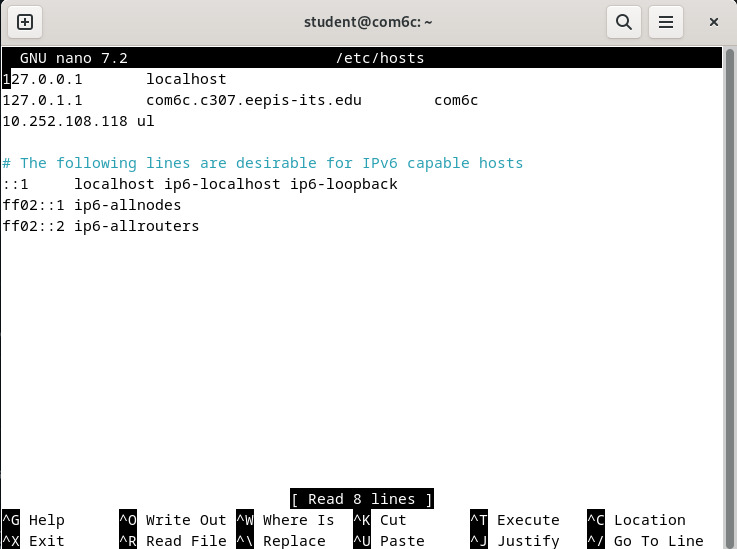 student@com6c: ~
GNU nano 7.2 /etc/hosts
127.0.0.1 localhost
127.0.1.1 com6c.c307.eepis-its.edu com6c
10.252.108.118 ul
# The following lines are desirable for IPv6 capable hosts
::1 localhost ip6-localhost ip6-loopback
ff02::1 ip6-allnodes
ff02::2 ip6-allrouters
[ Read 8 lines ]
^G Help ^O Write Out ^W Where Is ^K Cut ^T Execute ^C Location
^X Exit ^R Read File ^\ Replace ^U Paste ^J Justify ^/ Go To Line